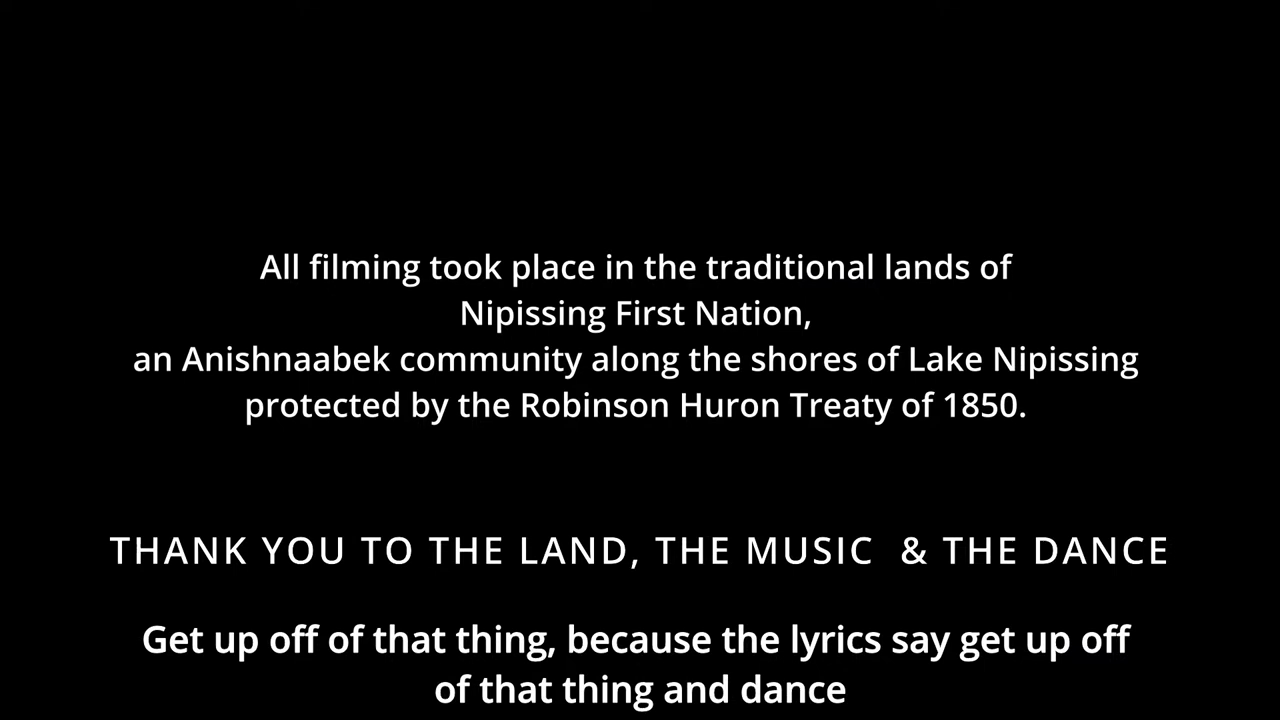 All filming took place in the traditional lands of
Nipissing First Nation,
an Anishnaabek community along the shores of Lake Nipissing
protected by the Robinson Huron Treaty of 1850.
THANK YOU TO THE LAND, THE MUSIC  & THE DANCE
Get up off of that thing, because the lyrics say get up off
of that thing and dance